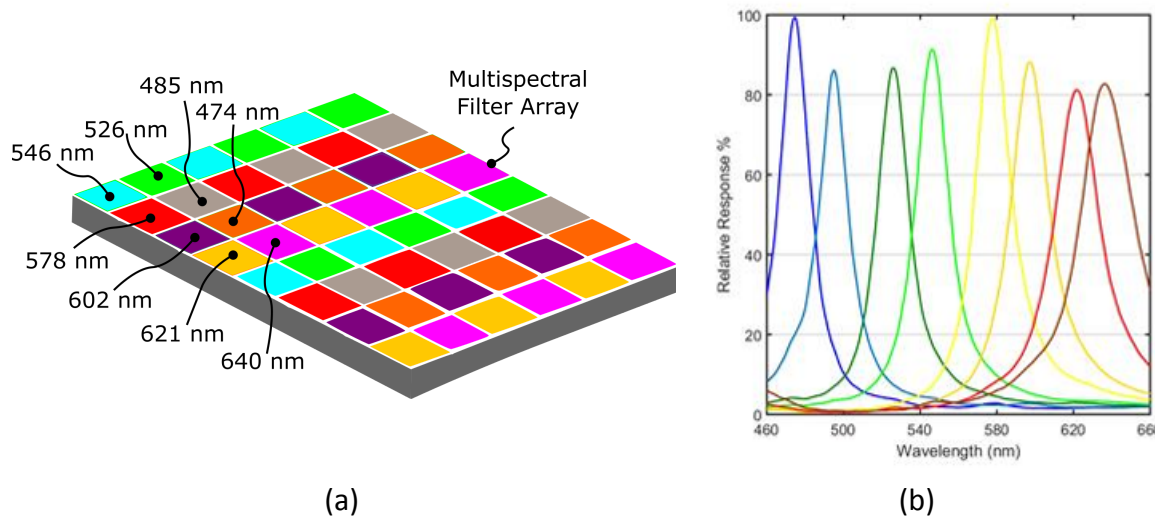 485 nm
474 nm
526 nm
546 nm
Multispectral
Filter Array
578 nm
602 nm
621 nm
640 nm
(a)
Relative Response %
100
80
60
40
20
0
460
500
540
580
620
660
Wavelength (nm)
(b)